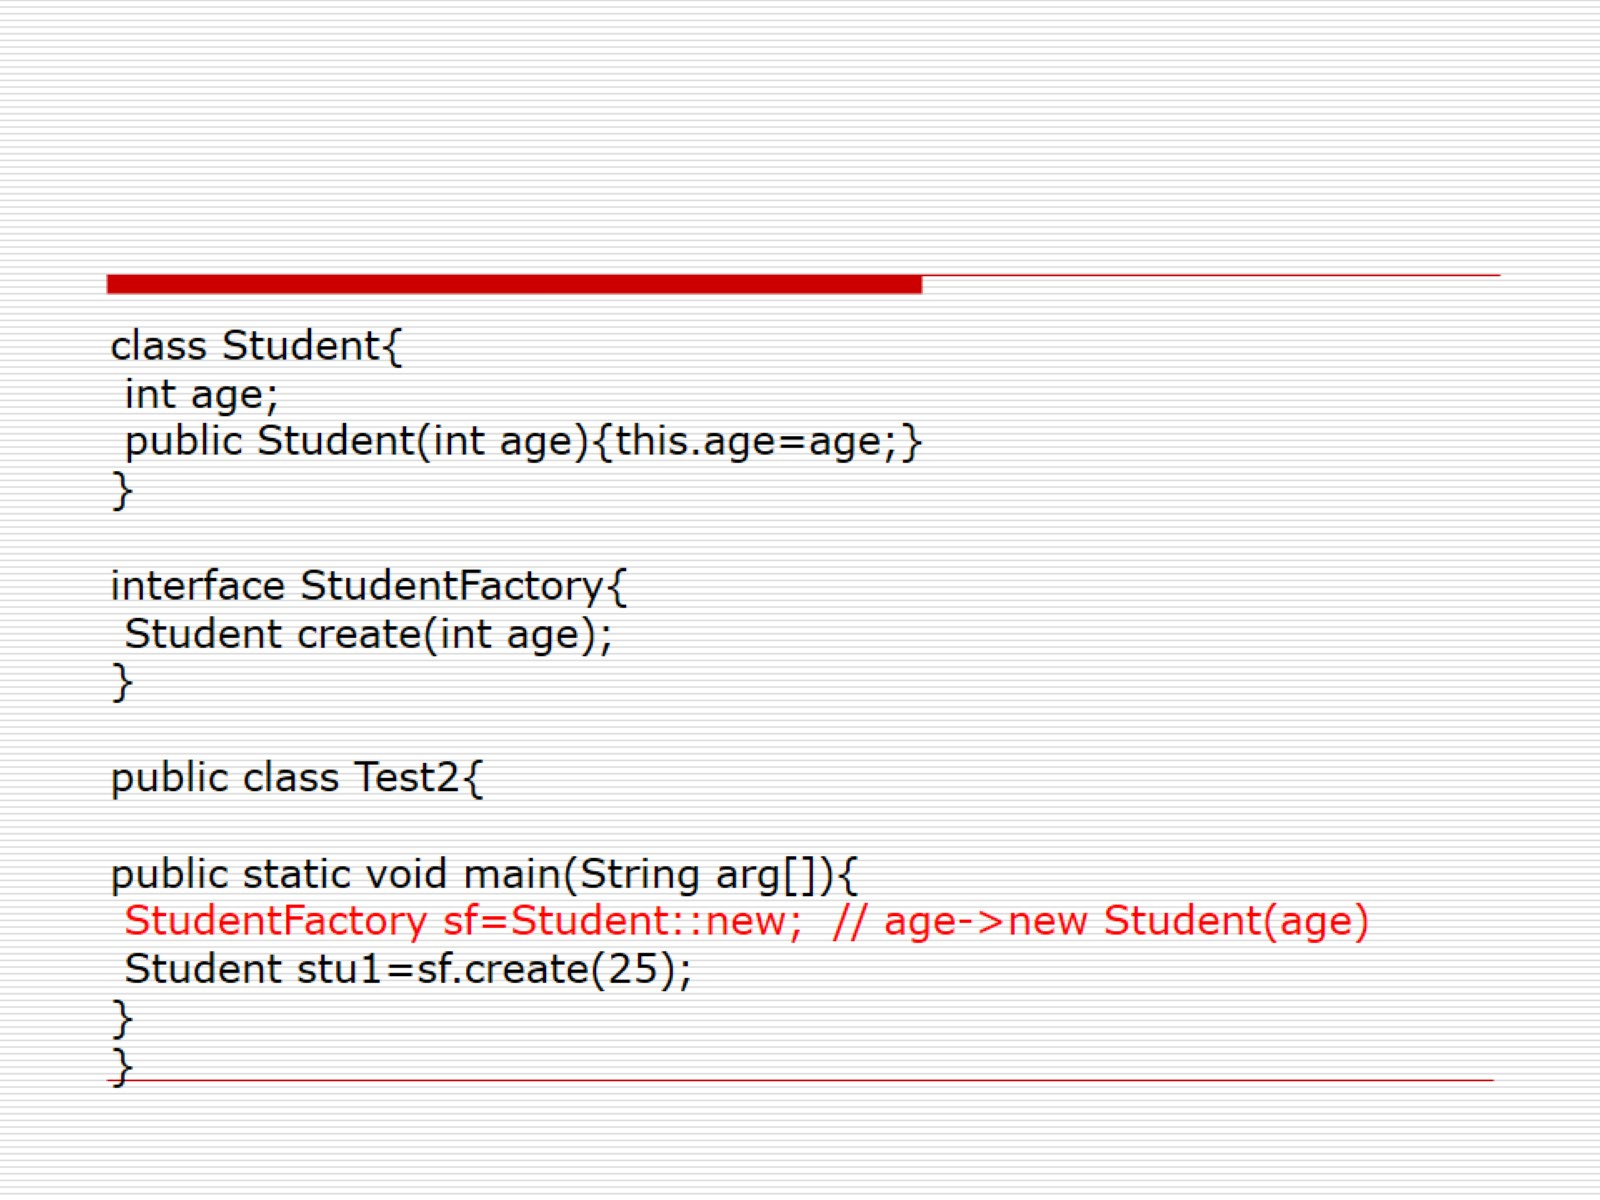 class Student{
int age;
public Student(int age){this.age=age;}
}
interface StudentFactory{
Student create(int age);
}
public class Test2{
public static void main(String arg[]){
StudentFactory sf=Student::new;  // age->new Student(age)
Student stu1=sf.create(25);
}
}